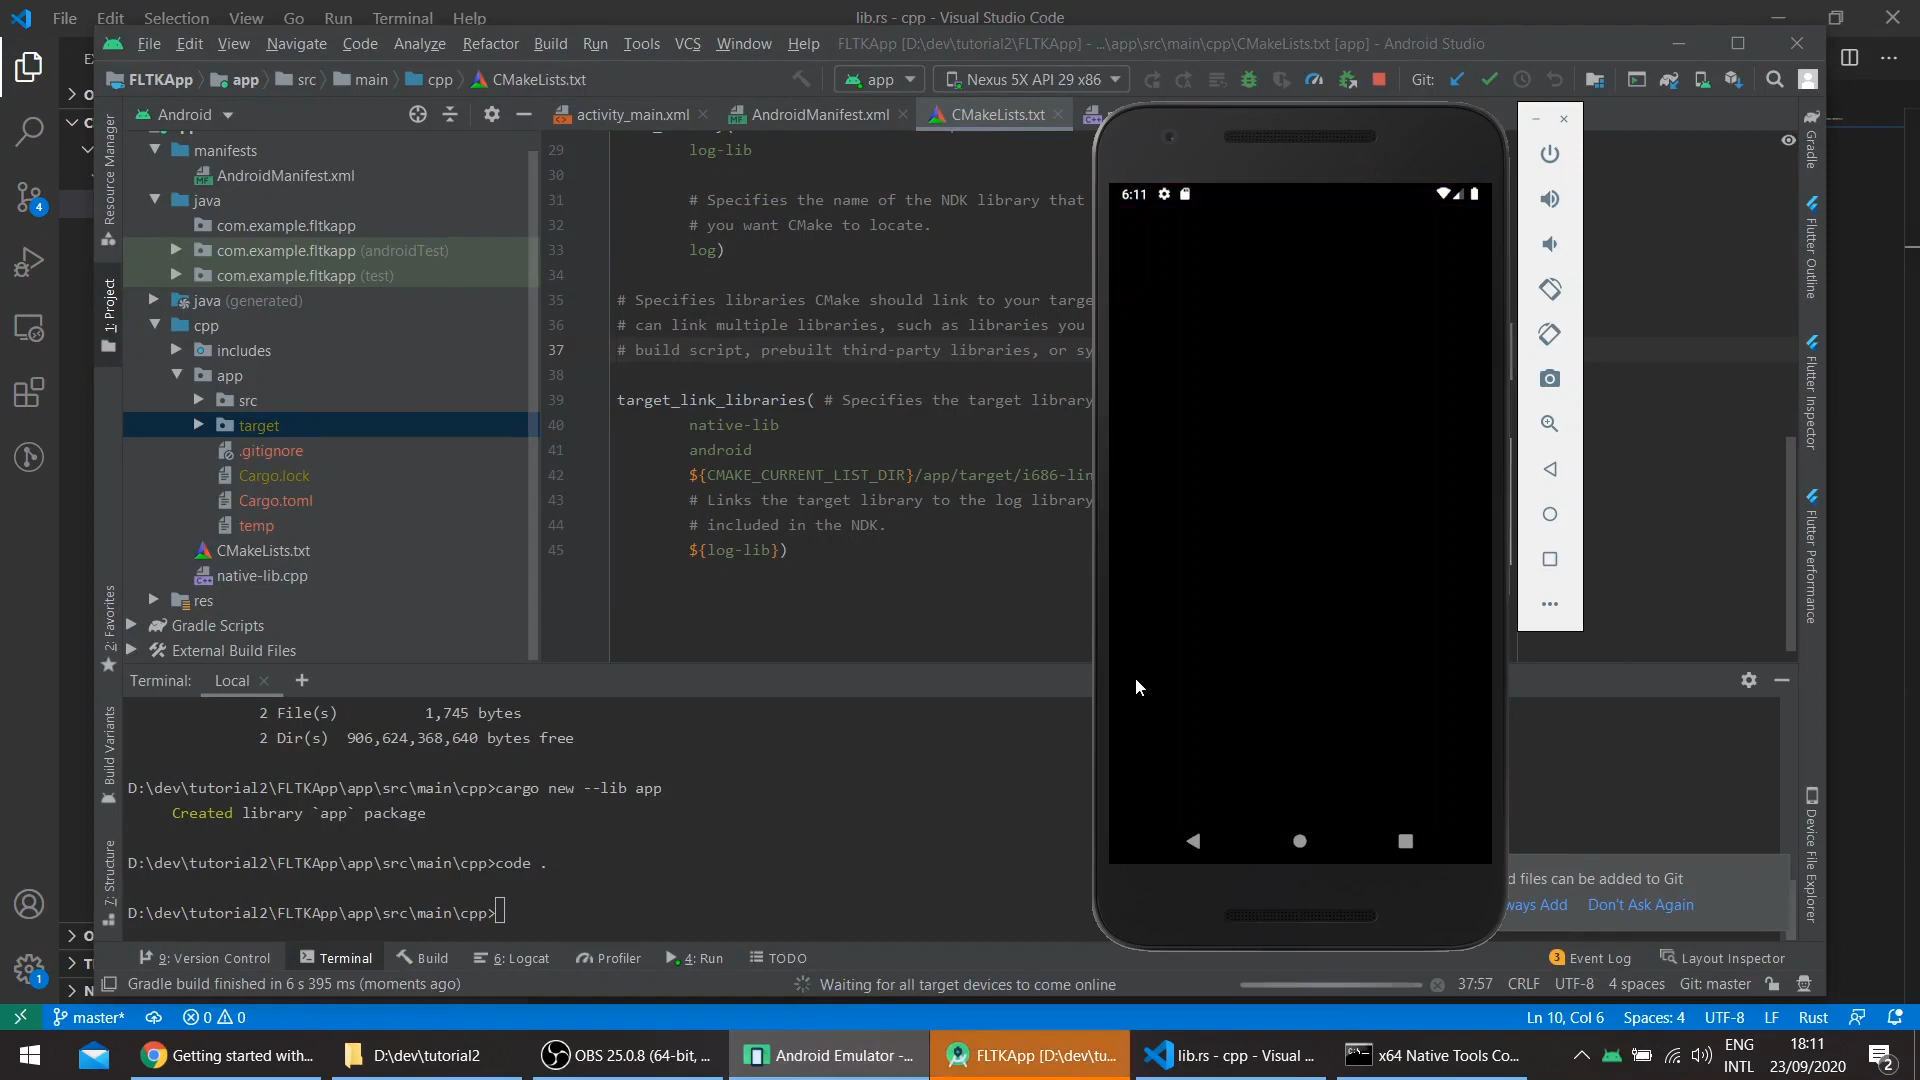 File Edit Selection View Go Run Terminal Help
lib.rs - cpp - Visual Studio Code
File Edit View Navigate Code Analyze Refactor Build Run Tools VCS Window Help
FLTKApp [D:\dev\tutorial2\FLTKApp] - ...\app\src\main\cpp\CMakeLists.txt [app] - Android Studio
FLTKApp app src main cpp CMakeLists.txt
app
Nexus 5X API 29 x86
Git:
Android
activity_main.xml
AndroidManifest.xml
CMakeLists.txt
manifests
AndroidManifest.xml
java
com.example.fltkapp
com.example.fltkapp (androidTest)
com.example.fltkapp (test)
java (generated)
cpp
includes
app
src
target
.gitignore
Cargo.lock
Cargo.toml
temp
CMakeLists.txt
native-lib.cpp
res
Gradle Scripts
External Build Files
29 log-lib
30
31 # Specifies the name of the NDK library that
32 # you want CMake to locate.
33 log)
34
35 # Specifies libraries CMake should link to your targe
36 # can link multiple libraries, such as libraries you
37 # build script, prebuilt third-party libraries, or sy
38
39 target_link_libraries( # Specifies the target library
40 native-lib
41 android
42 ${CMAKE_CURRENT_LIST_DIR}/app/target/i686-lin
43 # Links the target library to the log library
44 # included in the NDK.
45 ${log-lib})
6:11
Resource Manager
1: Project
2: Favorites
Build Variants
7: Structure
Gradle
Flutter Outline
Flutter Inspector
Flutter Performance
Device File Explorer
Terminal: Local
2 File(s) 1,745 bytes
2 Dir(s) 906,624,368,640 bytes free
D:\dev\tutorial2\FLTKApp\app\src\main\cpp>cargo new --lib app
Created library `app` package
D:\dev\tutorial2\FLTKApp\app\src\main\cpp>code .
D:\dev\tutorial2\FLTKApp\app\src\main\cpp>
d files can be added to Git
ways Add Don't Ask Again
9: Version Control Terminal Build 6: Logcat Profiler 4: Run TODO
3 Event Log Layout Inspector
Gradle build finished in 6 s 395 ms (moments ago)
Waiting for all target devices to come online
37:57 CRLF UTF-8 4 spaces Git: master
master* 0 0
Ln 10, Col 6 Spaces: 4 UTF-8 LF Rust
Getting started with...
D:\dev\tutorial2
OBS 25.0.8 (64-bit, ...
Android Emulator -...
FLTKApp [D:\dev\tu...
lib.rs - cpp - Visual ...
x64 Native Tools Co...
ENG
INTL
18:11
23/09/2020
2
4
1